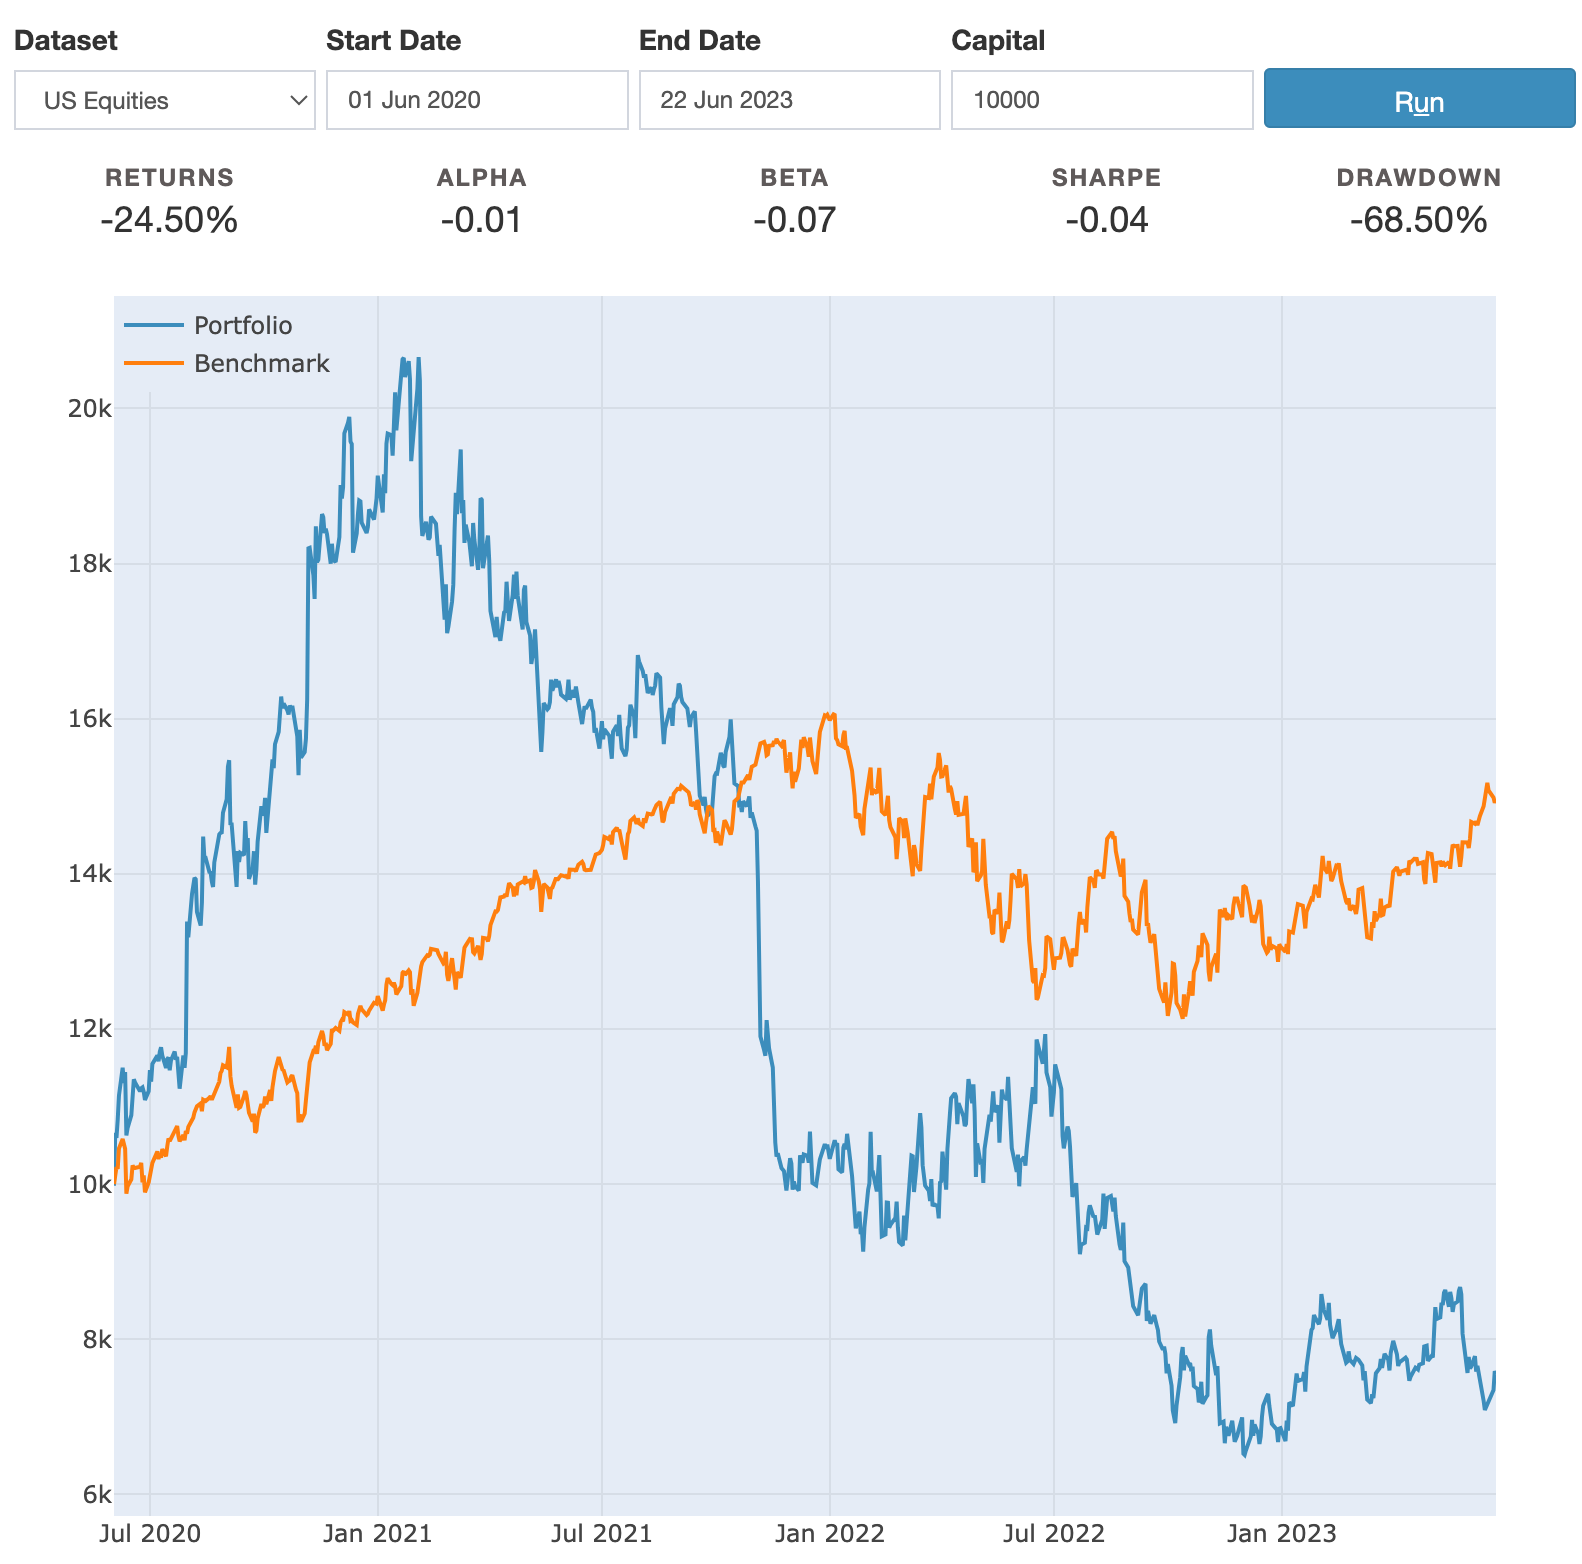 Dataset Start Date End Date Capital
US Equities 01 Jun 2020 22 Jun 2023 10000 Run
RETURNS ALPHA BETA SHARPE DRAWDOWN
-24.50% -0.01 -0.07 -0.04 -68.50%
Portfolio
Benchmark
20k
18k
16k
14k
12k
10k
8k
6k
Jul 2020 Jan 2021 Jul 2021 Jan 2022 Jul 2022 Jan 2023